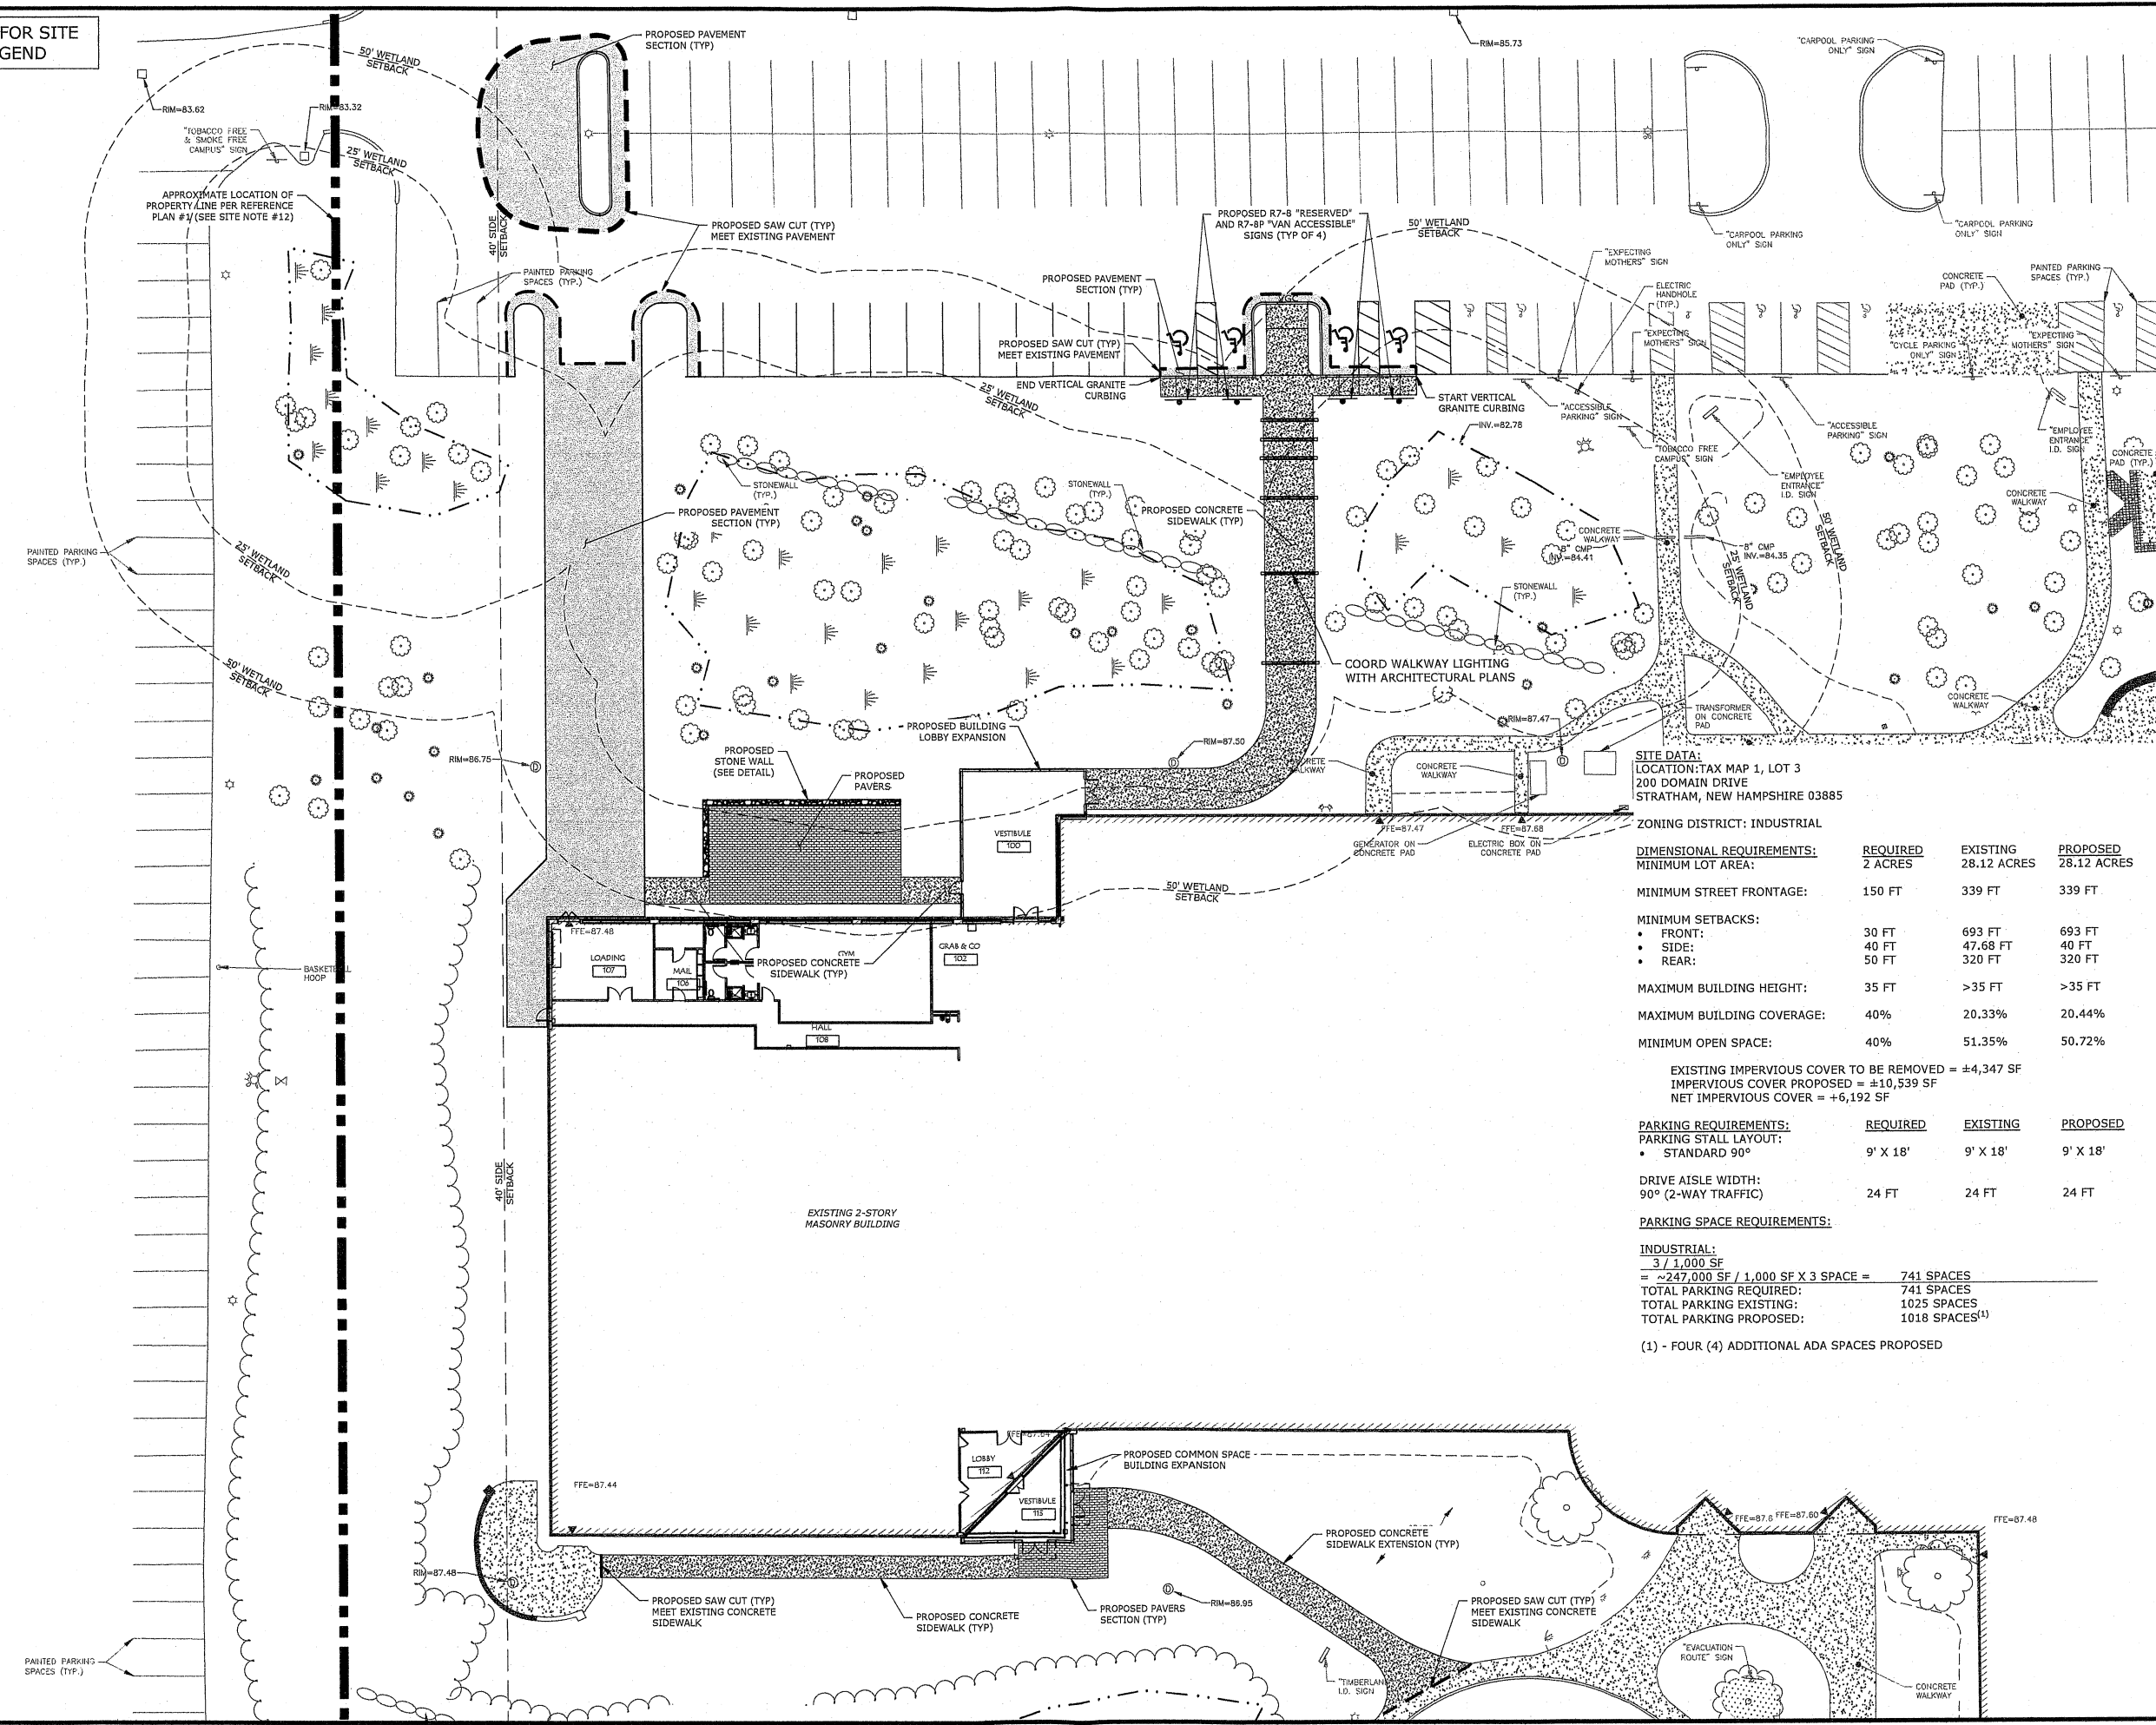 FOR SITE
GEND
50' WETLAND
SETBACK
PROPOSED PAVEMENT
SECTION (TYP)
RIM=85.73
"CARPOOL PARKING
ONLY" SIGN
RIM=83.62
RIM=83.32
"TOBACCO FREE
& SMOKE FREE
CAMPUS" SIGN
25' WETLAND
SETBACK
APPROXIMATE LOCATION OF
PROPERTY LINE PER REFERENCE
PLAN #1 (SEE SITE NOTE #12)
40' SIDE
SETBACK
PROPOSED SAW CUT (TYP)
MEET EXISTING PAVEMENT
PROPOSED R7-8 "RESERVED"
AND R7-8P "VAN ACCESSIBLE"
SIGNS (TYP OF 4)
50' WETLAND
SETBACK
"CARPOOL PARKING
ONLY" SIGN
"CARPOOL PARKING
ONLY" SIGN
PAINTED PARKING
SPACES (TYP.)
PROPOSED PAVEMENT
SECTION (TYP)
"EXPECTING
MOTHERS" SIGN
ELECTRIC
HANDHOLE
(TYP.)
CONCRETE
PAD (TYP.)
PAINTED PARKING
SPACES (TYP.)
VGC
PROPOSED SAW CUT (TYP)
MEET EXISTING PAVEMENT
"EXPECTING
MOTHERS" SIGN
"CYCLE PARKING
ONLY" SIGN
"EXPECTING
MOTHERS" SIGN
END VERTICAL GRANITE
CURBING
START VERTICAL
GRANITE CURBING
25' WETLAND
SETBACK
"ACCESSIBLE
PARKING" SIGN
INV.=82.78
"TOBACCO FREE
CAMPUS" SIGN
"ACCESSIBLE
PARKING" SIGN
"EMPLOYEE
ENTRANCE"
I.D. SIGN
CONCRETE
PAD (TYP.)
STONEWALL
(TYP.)
STONEWALL
(TYP.)
"EMPLOYEE
ENTRANCE"
I.D. SIGN
CONCRETE
WALKWAY
PROPOSED PAVEMENT
SECTION (TYP)
PROPOSED CONCRETE
SIDEWALK (TYP)
CONCRETE
WALKWAY
8" CMP
INV.=84.41
8" CMP
INV.=84.35
50' WETLAND
SETBACK
25' WETLAND
SETBACK
PAINTED PARKING
SPACES (TYP.)
25' WETLAND
SETBACK
STONEWALL
(TYP.)
50' WETLAND
SETBACK
COORD WALKWAY LIGHTING
WITH ARCHITECTURAL PLANS
CONCRETE
WALKWAY
TRANSFORMER
ON CONCRETE
PAD
RIM=87.47
PROPOSED BUILDING
LOBBY EXPANSION
RIM=87.50
RIM=86.75
PROPOSED
STONE WALL
(SEE DETAIL)
PROPOSED
PAVERS
CONCRETE
WALKWAY
CONCRETE
WALKWAY
VESTIBULE
100
FFE=87.47
FFE=87.68
GENERATOR ON
CONCRETE PAD
ELECTRIC BOX ON
CONCRETE PAD
50' WETLAND
SETBACK
FFE=87.48
LOADING
107
MAIL
106
GYM
GRAB & GO
102
PROPOSED CONCRETE
SIDEWALK (TYP)
HALL
108
BASKETBALL
HOOP
SITE DATA:
LOCATION:TAX MAP 1, LOT 3
200 DOMAIN DRIVE
STRATHAM, NEW HAMPSHIRE 03885
ZONING DISTRICT: INDUSTRIAL
DIMENSIONAL REQUIREMENTS: REQUIRED EXISTING PROPOSED
MINIMUM LOT AREA: 2 ACRES 28.12 ACRES 28.12 ACRES
MINIMUM STREET FRONTAGE: 150 FT 339 FT 339 FT
MINIMUM SETBACKS:
• FRONT: 30 FT 693 FT 693 FT
• SIDE: 40 FT 47.68 FT 40 FT
• REAR: 50 FT 320 FT 320 FT
MAXIMUM BUILDING HEIGHT: 35 FT >35 FT >35 FT
MAXIMUM BUILDING COVERAGE: 40% 20.33% 20.44%
MINIMUM OPEN SPACE: 40% 51.35% 50.72%
EXISTING IMPERVIOUS COVER TO BE REMOVED = ±4,347 SF
IMPERVIOUS COVER PROPOSED = ±10,539 SF
NET IMPERVIOUS COVER = +6,192 SF
PARKING REQUIREMENTS: REQUIRED EXISTING PROPOSED
PARKING STALL LAYOUT:
• STANDARD 90° 9' X 18' 9' X 18' 9' X 18'
DRIVE AISLE WIDTH:
90° (2-WAY TRAFFIC) 24 FT 24 FT 24 FT
PARKING SPACE REQUIREMENTS:
INDUSTRIAL:
3 / 1,000 SF
= ~247,000 SF / 1,000 SF X 3 SPACE = 741 SPACES
TOTAL PARKING REQUIRED: 741 SPACES
TOTAL PARKING EXISTING: 1025 SPACES
TOTAL PARKING PROPOSED: 1018 SPACES(1)
(1) - FOUR (4) ADDITIONAL ADA SPACES PROPOSED
40' SIDE
SETBACK
EXISTING 2-STORY
MASONRY BUILDING
FFE=87.64
LOBBY
112
PROPOSED COMMON SPACE
BUILDING EXPANSION
FFE=87.44
VESTIBULE
113
FFE=87.6
FFE=87.60
FFE=87.48
PROPOSED CONCRETE
SIDEWALK EXTENSION (TYP)
RIM=87.48
PROPOSED SAW CUT (TYP)
MEET EXISTING CONCRETE
SIDEWALK
PROPOSED CONCRETE
SIDEWALK (TYP)
PROPOSED PAVERS
SECTION (TYP)
RIM=86.95
PROPOSED SAW CUT (TYP)
MEET EXISTING CONCRETE
SIDEWALK
"EVACUATION
ROUTE" SIGN
PAINTED PARKING
SPACES (TYP.)
"TIMBERLAN
I.D. SIGN
CONCRETE
WALKWAY